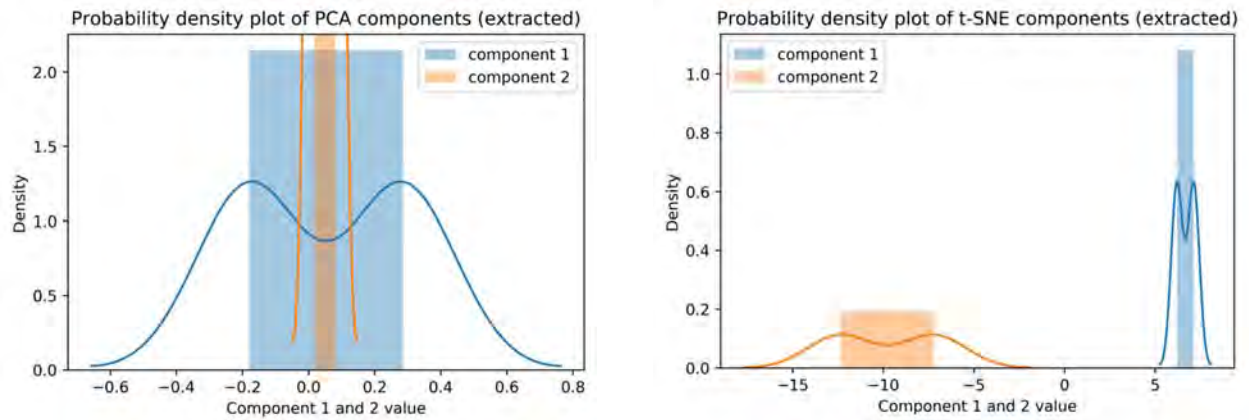 Probability density plot of PCA components (extracted)
component 1
component 2
2.0
1.5
1.0
0.5
0.0
Density
−0.6 −0.4 −0.2 0.0 0.2 0.4 0.6 0.8
Component 1 and 2 value
Probability density plot of t-SNE components (extracted)
component 1
component 2
1.0
0.8
0.6
0.4
0.2
0.0
Density
−15 −10 −5 0 5
Component 1 and 2 value